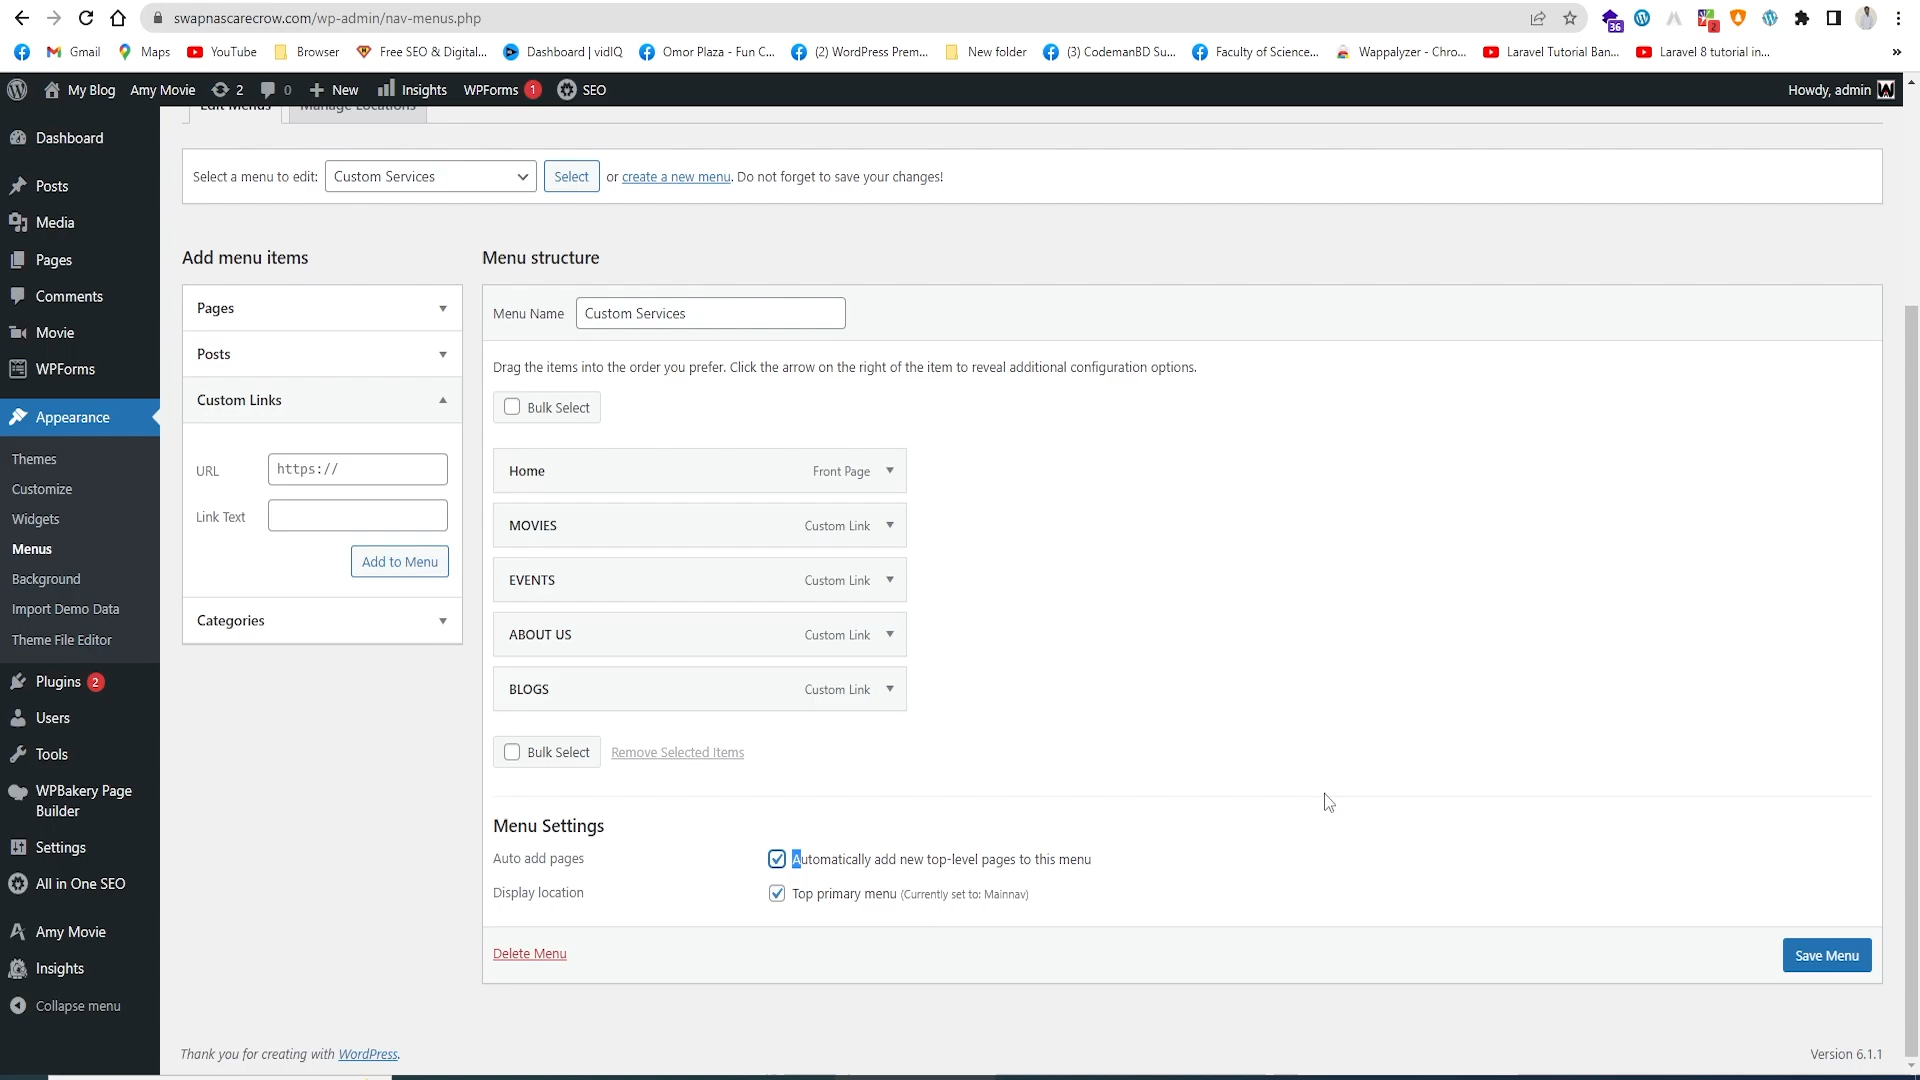 swapnascarecrow.com/wp-admin/nav-menus.php
36
2
Gmail
Maps
YouTube
Browser
Free SEO & Digital...
Dashboard | vidIQ
Omor Plaza - Fun C...
(2) WordPress Prem...
New folder
(3) CodemanBD Su...
Faculty of Science...
Wappalyzer - Chro...
Laravel Tutorial Ban...
Laravel 8 tutorial in...
»
My Blog
Amy Movie
2
0
New
Insights
WPForms 1
SEO
Howdy, admin
Edit Menus
Manage Locations
Dashboard
Posts
Media
Pages
Comments
Movie
WPForms
Appearance
Themes
Customize
Widgets
Menus
Background
Import Demo Data
Theme File Editor
Plugins 2
Users
Tools
WPBakery Page
Builder
Settings
All in One SEO
Amy Movie
Insights
Collapse menu
Select a menu to edit: Custom Services Select or create a new menu. Do not forget to save your changes!
Add menu items
Pages
Posts
Custom Links
URL https://
Link Text
Add to Menu
Categories
Menu structure
Menu Name Custom Services
Drag the items into the order you prefer. Click the arrow on the right of the item to reveal additional configuration options.
Bulk Select
Home Front Page
MOVIES Custom Link
EVENTS Custom Link
ABOUT US Custom Link
BLOGS Custom Link
Bulk Select Remove Selected Items
Menu Settings
Auto add pages Automatically add new top-level pages to this menu
Display location Top primary menu (Currently set to: Mainnav)
Delete Menu
Save Menu
Thank you for creating with WordPress.
Version 6.1.1